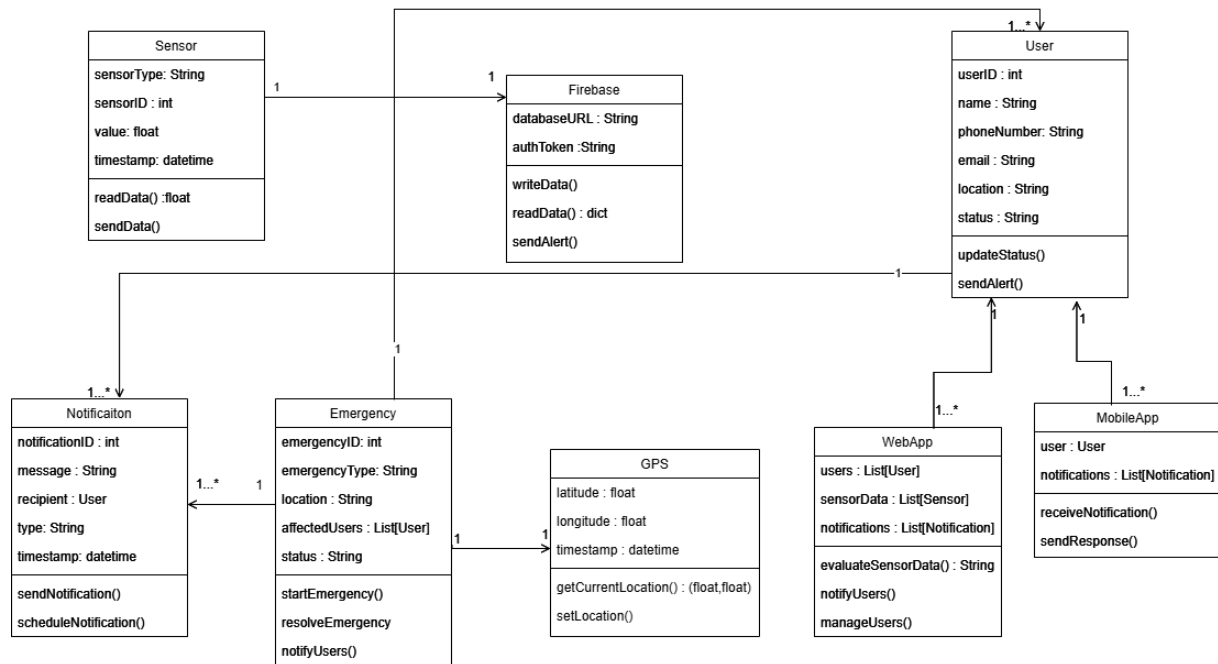 Sensor
sensorType: String
sensorID : int
value: float
timestamp: datetime
readData() :float
sendData()
1
1
Firebase
databaseURL : String
authToken :String
writeData()
readData() : dict
sendAlert()
1...*
User
userID : int
name : String
phoneNumber: String
email : String
location : String
status : String
updateStatus()
sendAlert()
1
1
1
1
1...*
Notificaiton
notificationID : int
message : String
recipient : User
type: String
timestamp: datetime
sendNotification()
scheduleNotification()
1...*
1
Emergency
emergencyID: int
emergencyType: String
location : String
affectedUsers : List[User]
status : String
startEmergency()
resolveEmergency
notifyUsers()
1
1
GPS
latitude : float
longitude : float
timestamp : datetime
getCurrentLocation() : (float,float)
setLocation()
1...*
WebApp
users : List[User]
sensorData : List[Sensor]
notifications : List[Notification]
evaluateSensorData() : String
notifyUsers()
manageUsers()
1...*
MobileApp
user : User
notifications : List[Notification]
receiveNotification()
sendResponse()